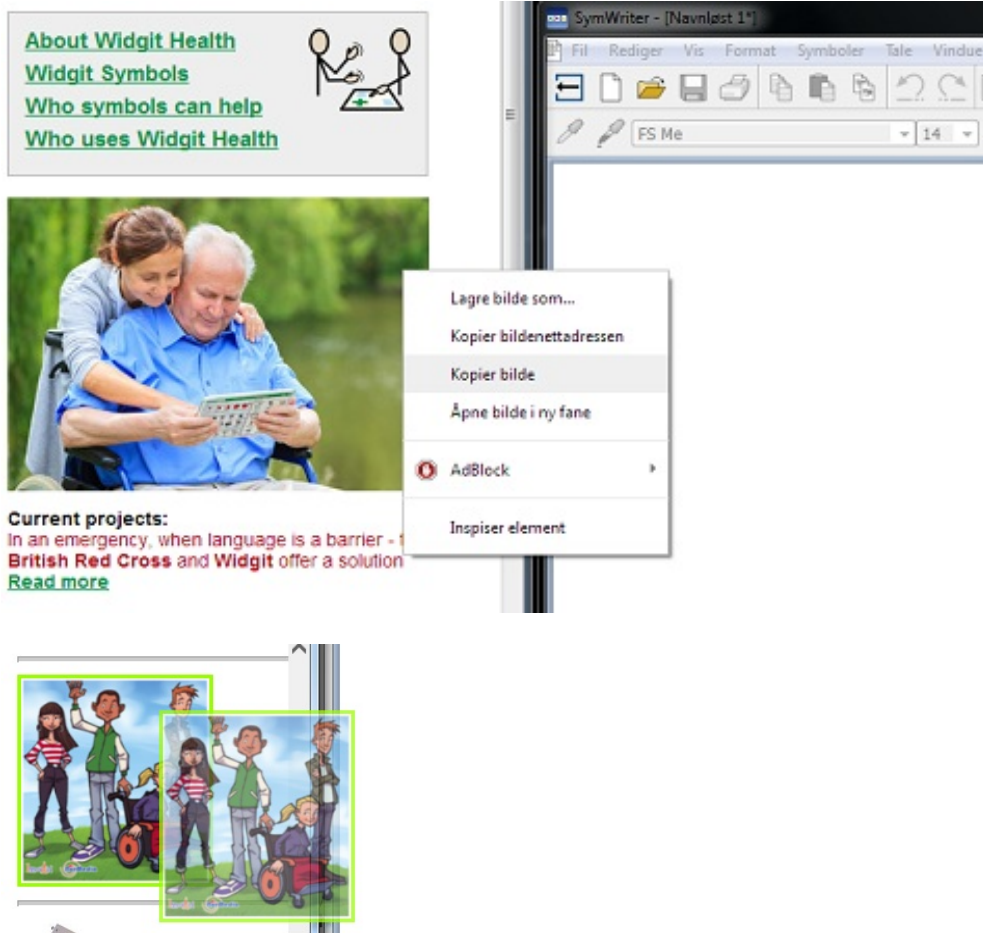 About Widgit Health
Widgit Symbols
Who symbols can help
Who uses Widgit Health
SymWriter - [Navnløst 1*]
Fil Rediger Vis Format Symboler Tale Vindue
FS Me
14
Lagre bilde som...
Kopier bildenettadressen
Kopier bilde
Åpne bilde i ny fane
AdBlock
Inspiser element
Current projects:
In an emergency, when language is a barrier -
British Red Cross and Widgit offer a solution
Read more